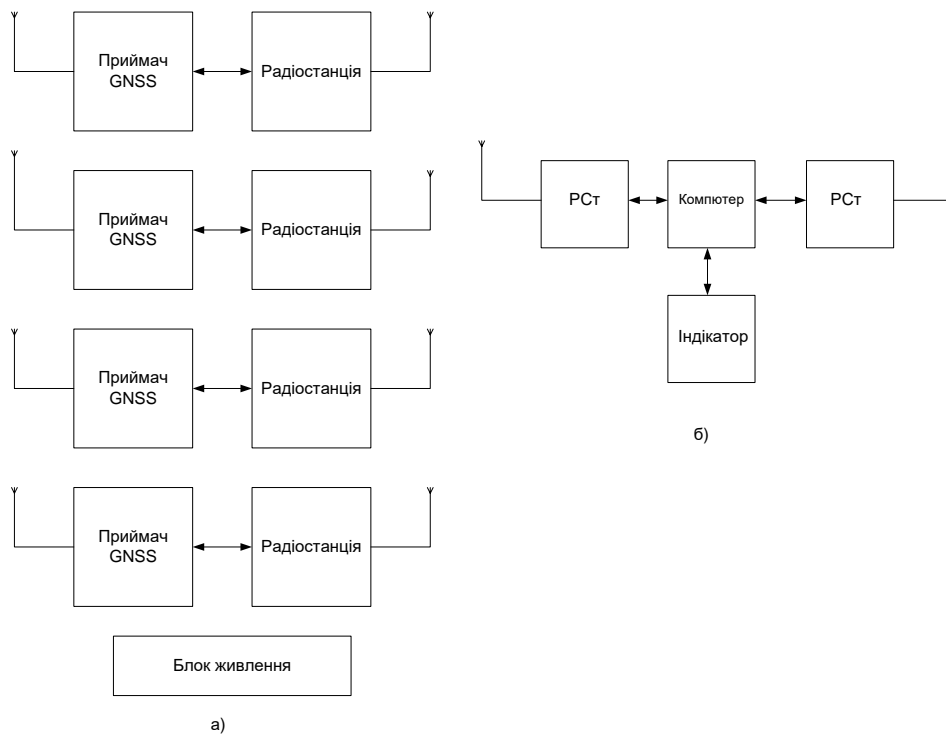 Приймач
GNSS
Радіостанція
Приймач
GNSS
Радіостанція
Приймач
GNSS
Радіостанція
Приймач
GNSS
Радіостанція
Блок живлення
а)
РСт
Компютер
РСт
Індікатор
б)